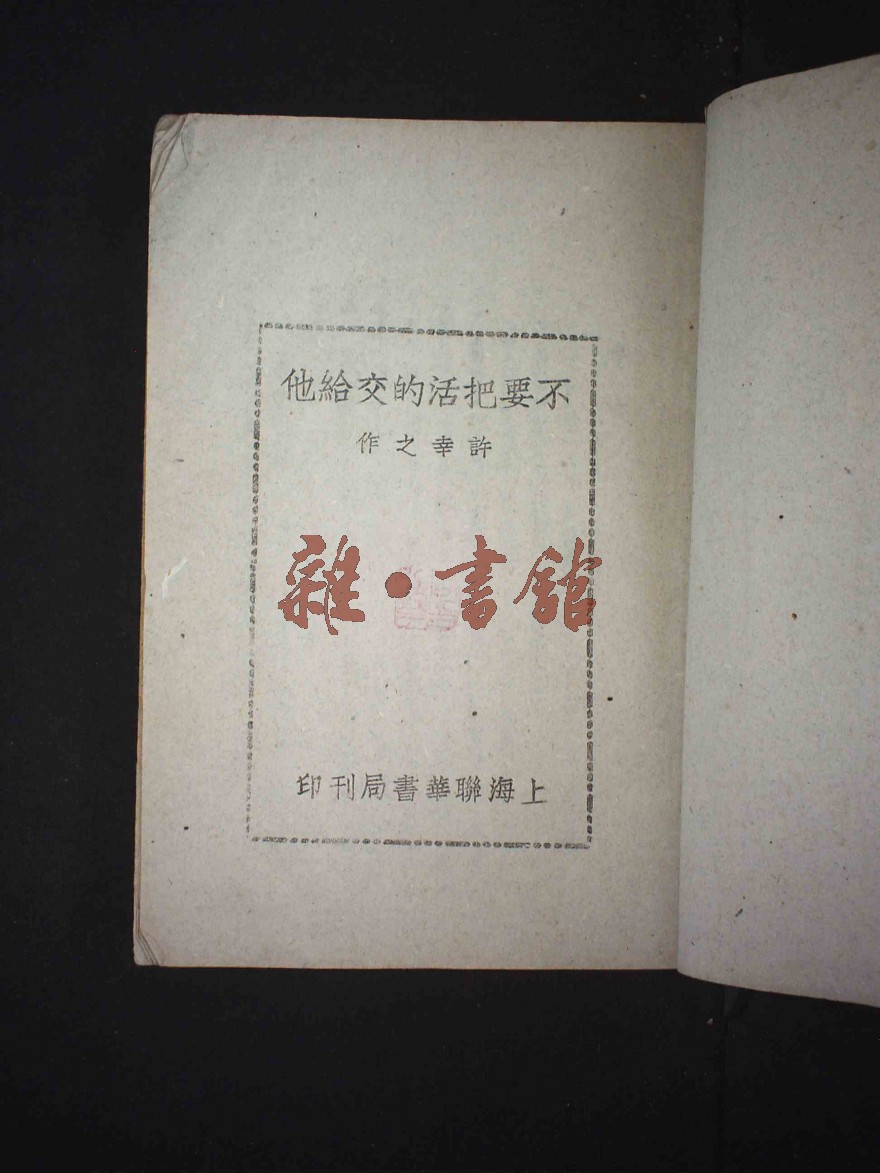 不要把活的交給他
許幸之作
雜·書館
上海聯華書局刊印